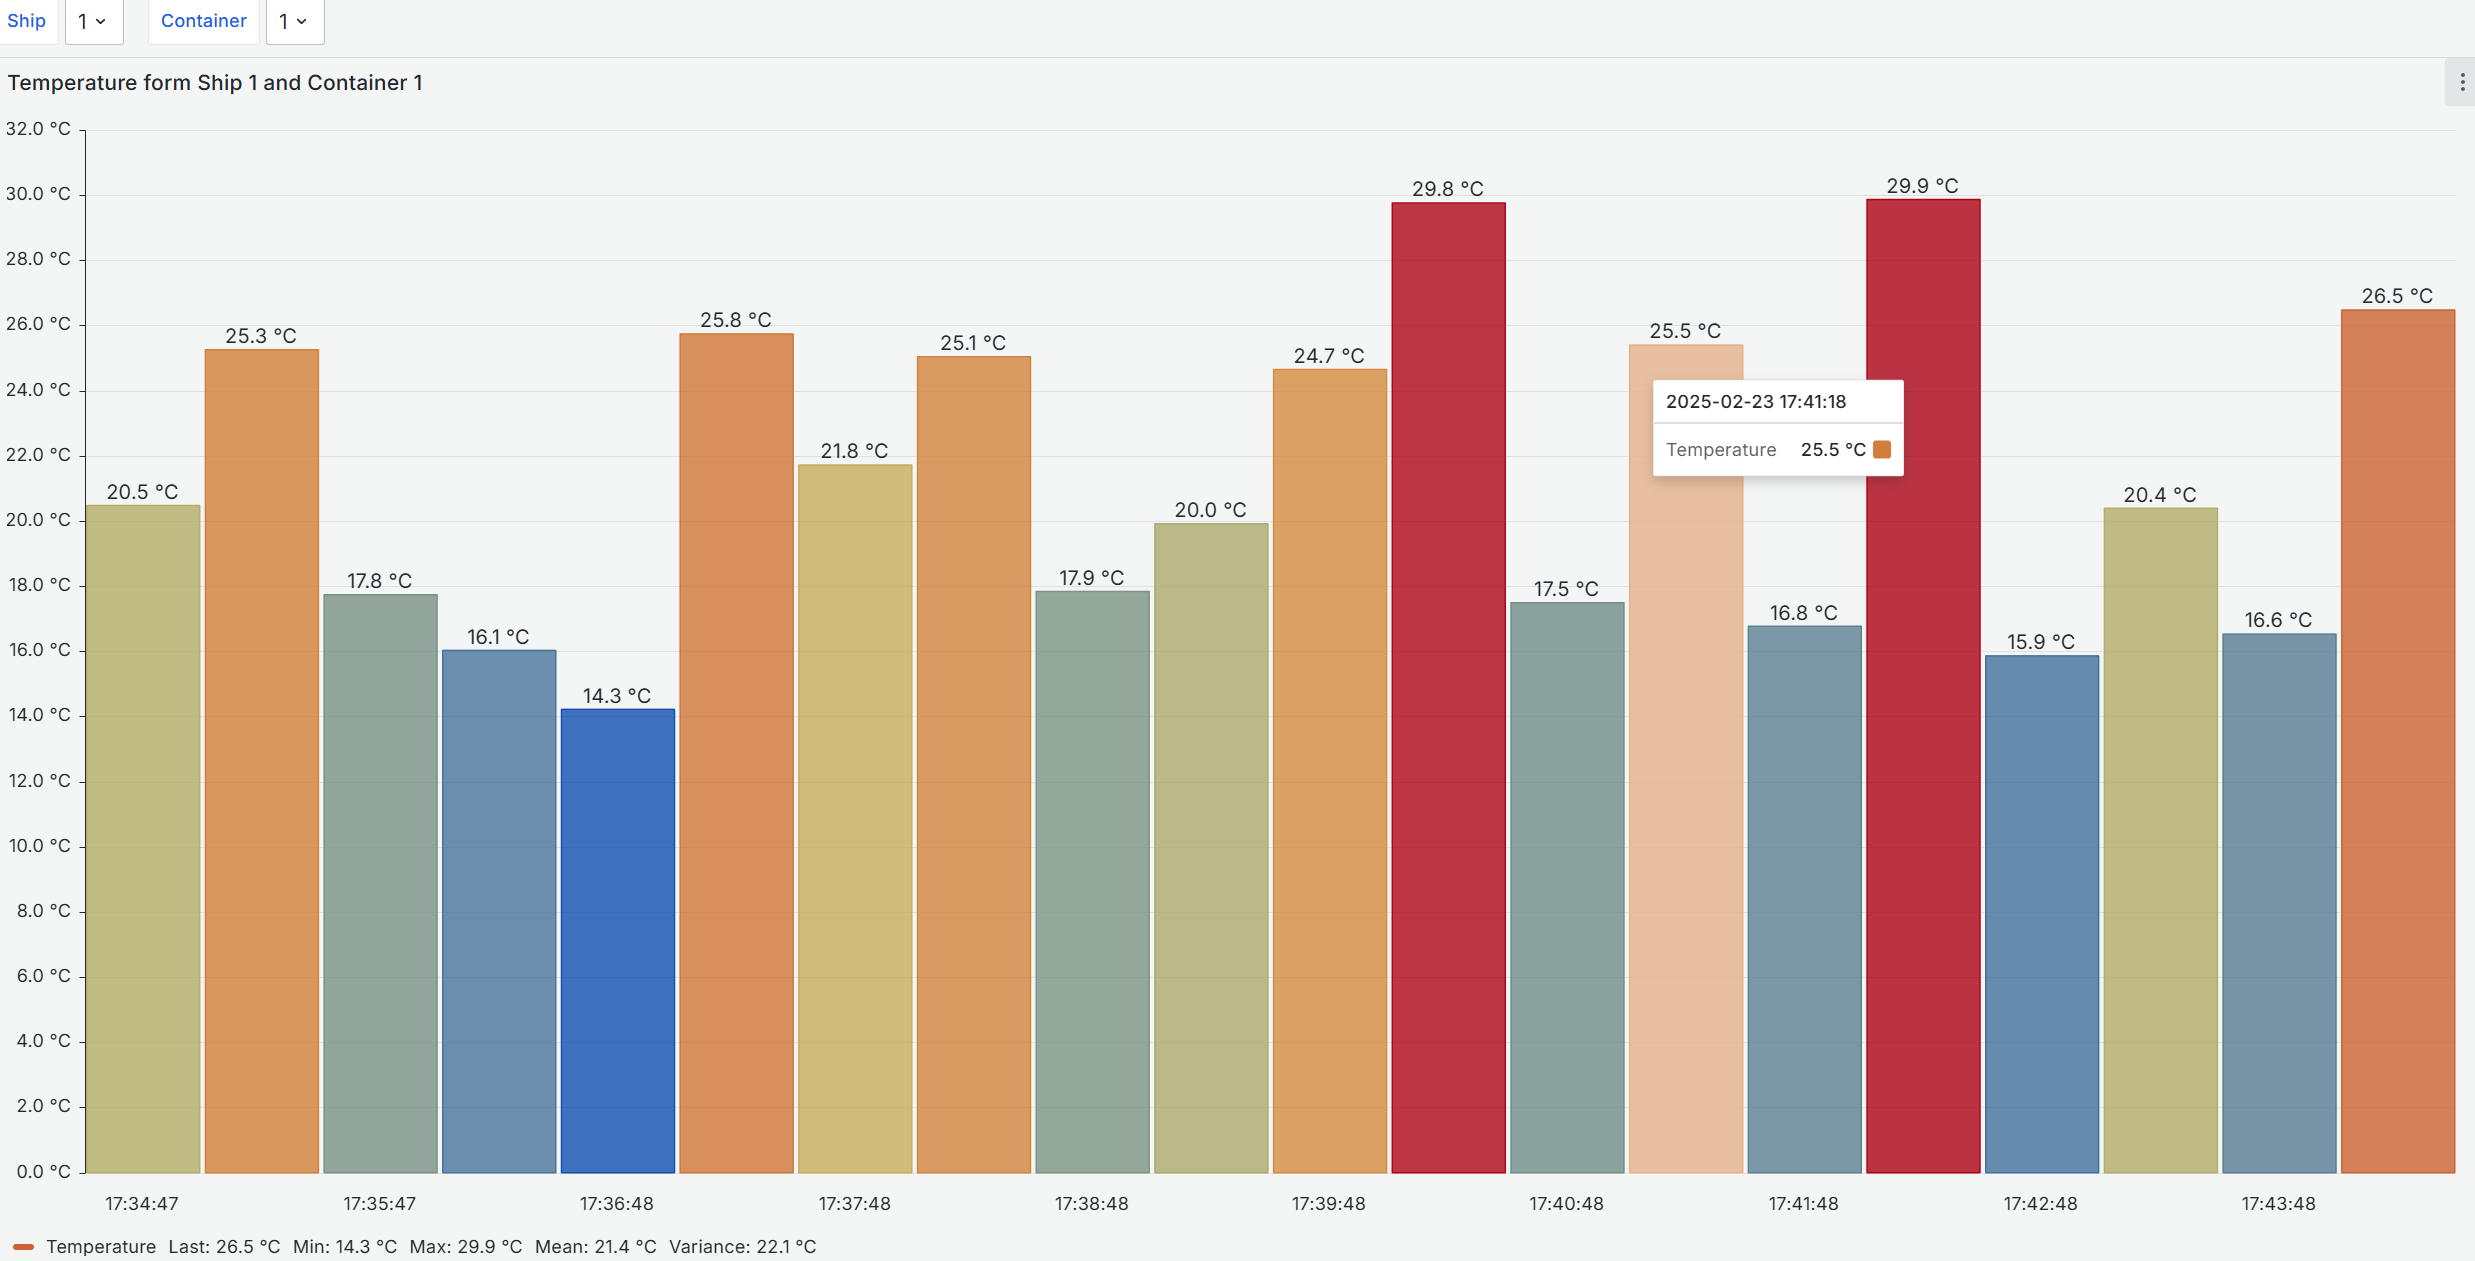 Ship 1 Container 1
Temperature form Ship 1 and Container 1
32.0 °C
30.0 °C
28.0 °C
26.0 °C
24.0 °C
22.0 °C
20.0 °C
18.0 °C
16.0 °C
14.0 °C
12.0 °C
10.0 °C
8.0 °C
6.0 °C
4.0 °C
2.0 °C
0.0 °C
20.5 °C
25.3 °C
17.8 °C
16.1 °C
14.3 °C
25.8 °C
21.8 °C
25.1 °C
17.9 °C
20.0 °C
24.7 °C
29.8 °C
17.5 °C
25.5 °C
16.8 °C
29.9 °C
15.9 °C
20.4 °C
16.6 °C
26.5 °C
2025-02-23 17:41:18
Temperature 25.5 °C
17:34:47 17:35:47 17:36:48 17:37:48 17:38:48 17:39:48 17:40:48 17:41:48 17:42:48 17:43:48
Temperature Last: 26.5 °C Min: 14.3 °C Max: 29.9 °C Mean: 21.4 °C Variance: 22.1 °C